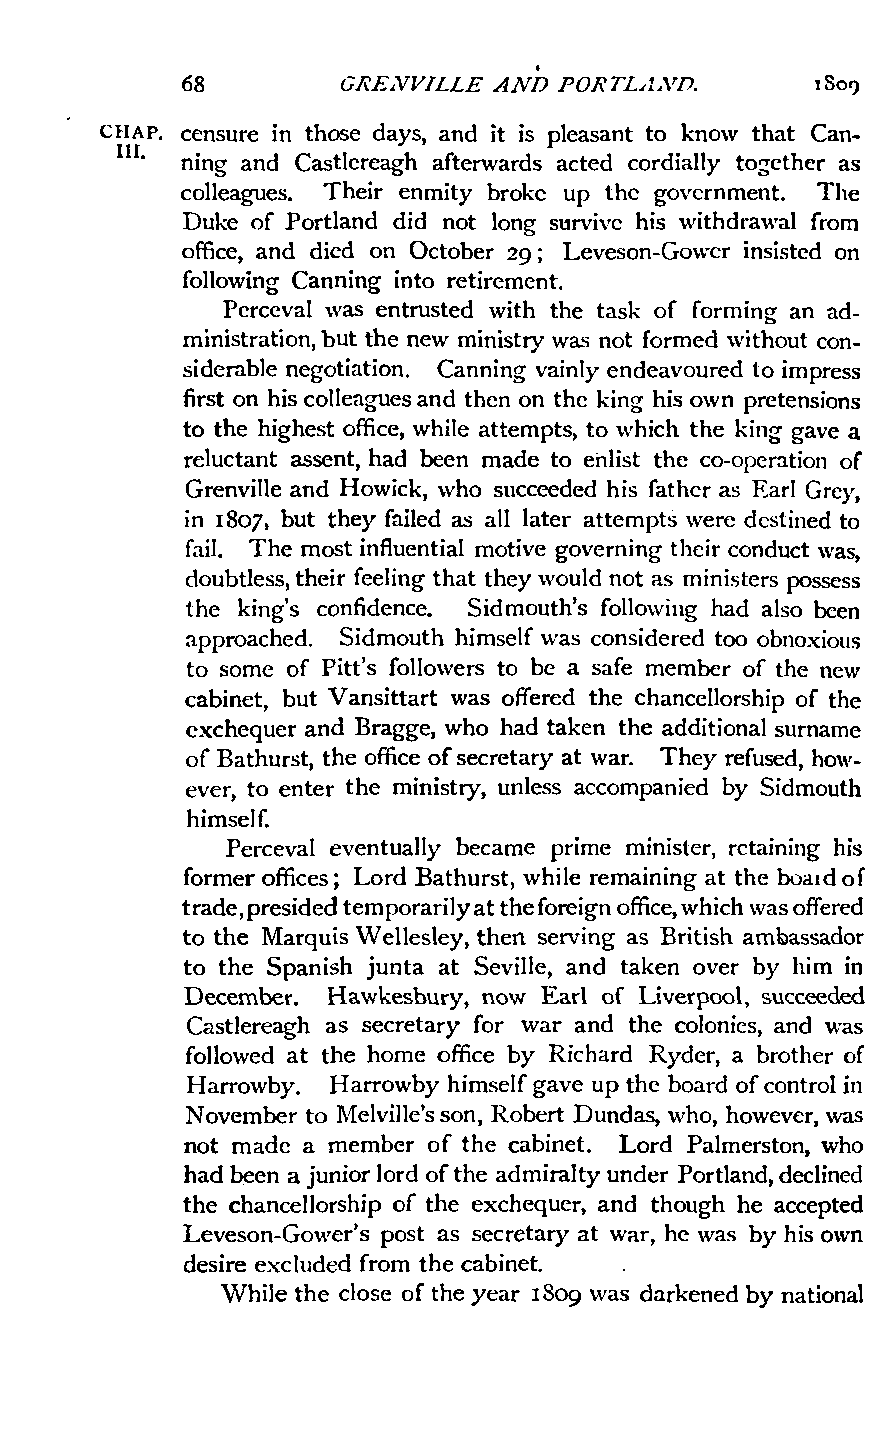 68 GRENVILLE AND PORTLAND. 1809
CHAP. III.
censure in those days, and it is pleasant to know that Can-
ning and Castlereagh afterwards acted cordially together as
colleagues. Their enmity broke up the government. The
Duke of Portland did not long survive his withdrawal from
office, and died on October 29; Leveson-Gower insisted on
following Canning into retirement.
Perceval was entrusted with the task of forming an ad-
ministration, but the new ministry was not formed without con-
siderable negotiation. Canning vainly endeavoured to impress
first on his colleagues and then on the king his own pretensions
to the highest office, while attempts, to which the king gave a
reluctant assent, had been made to enlist the co-operation of
Grenville and Howick, who succeeded his father as Earl Grey,
in 1807, but they failed as all later attempts were destined to
fail. The most influential motive governing their conduct was,
doubtless, their feeling that they would not as ministers possess
the king's confidence. Sidmouth's following had also been
approached. Sidmouth himself was considered too obnoxious
to some of Pitt's followers to be a safe member of the new
cabinet, but Vansittart was offered the chancellorship of the
exchequer and Bragge, who had taken the additional surname
of Bathurst, the office of secretary at war. They refused, how-
ever, to enter the ministry, unless accompanied by Sidmouth
himself.
Perceval eventually became prime minister, retaining his
former offices; Lord Bathurst, while remaining at the board of
trade, presided temporarily at the foreign office, which was offered
to the Marquis Wellesley, then serving as British ambassador
to the Spanish junta at Seville, and taken over by him in
December. Hawkesbury, now Earl of Liverpool, succeeded
Castlereagh as secretary for war and the colonies, and was
followed at the home office by Richard Ryder, a brother of
Harrowby. Harrowby himself gave up the board of control in
November to Melville's son, Robert Dundas, who, however, was
not made a member of the cabinet. Lord Palmerston, who
had been a junior lord of the admiralty under Portland, declined
the chancellorship of the exchequer, and though he accepted
Leveson-Gower's post as secretary at war, he was by his own
desire excluded from the cabinet.
While the close of the year 1809 was darkened by national